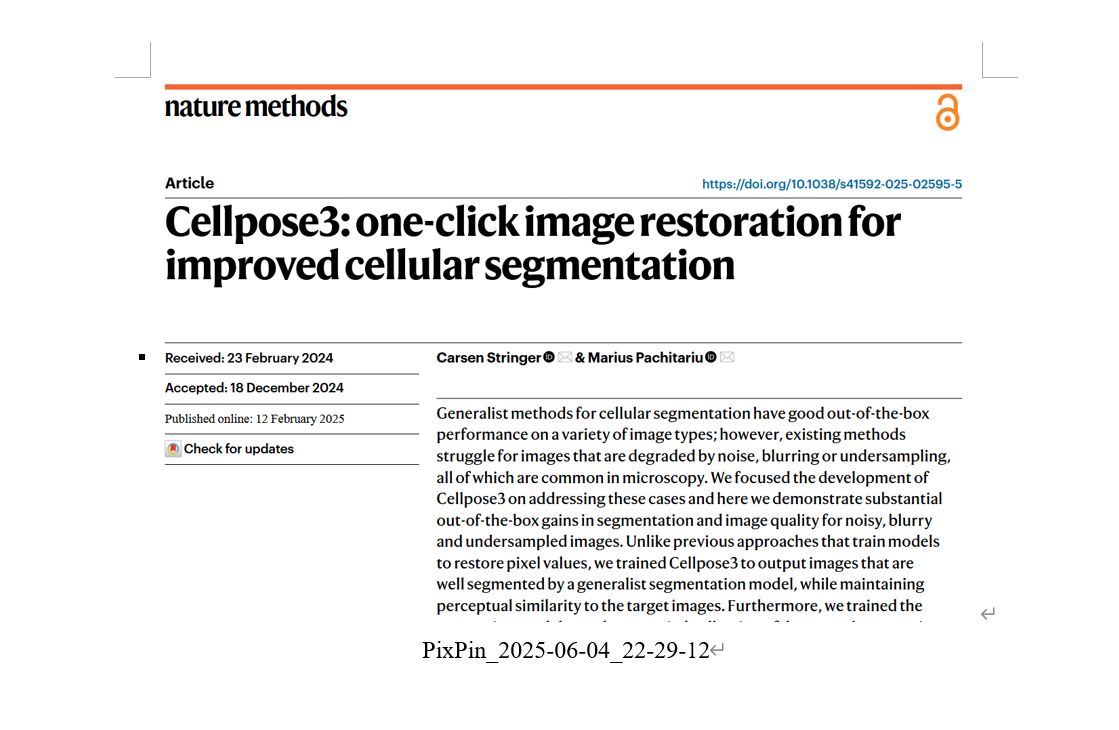 nature methods
Article
https://doi.org/10.1038/s41592-025-02595-5
Cellpose3: one-click image restoration for
improved cellular segmentation
Received: 23 February 2024
Accepted: 18 December 2024
Published online: 12 February 2025
Check for updates
Carsen Stringer & Marius Pachitariu
Generalist methods for cellular segmentation have good out-of-the-box
performance on a variety of image types; however, existing methods
struggle for images that are degraded by noise, blurring or undersampling,
all of which are common in microscopy. We focused the development of
Cellpose3 on addressing these cases and here we demonstrate substantial
out-of-the-box gains in segmentation and image quality for noisy, blurry
and undersampled images. Unlike previous approaches that train models
to restore pixel values, we trained Cellpose3 to output images that are
well segmented by a generalist segmentation model, while maintaining
perceptual similarity to the target images. Furthermore, we trained the
PixPin_2025-06-04_22-29-12